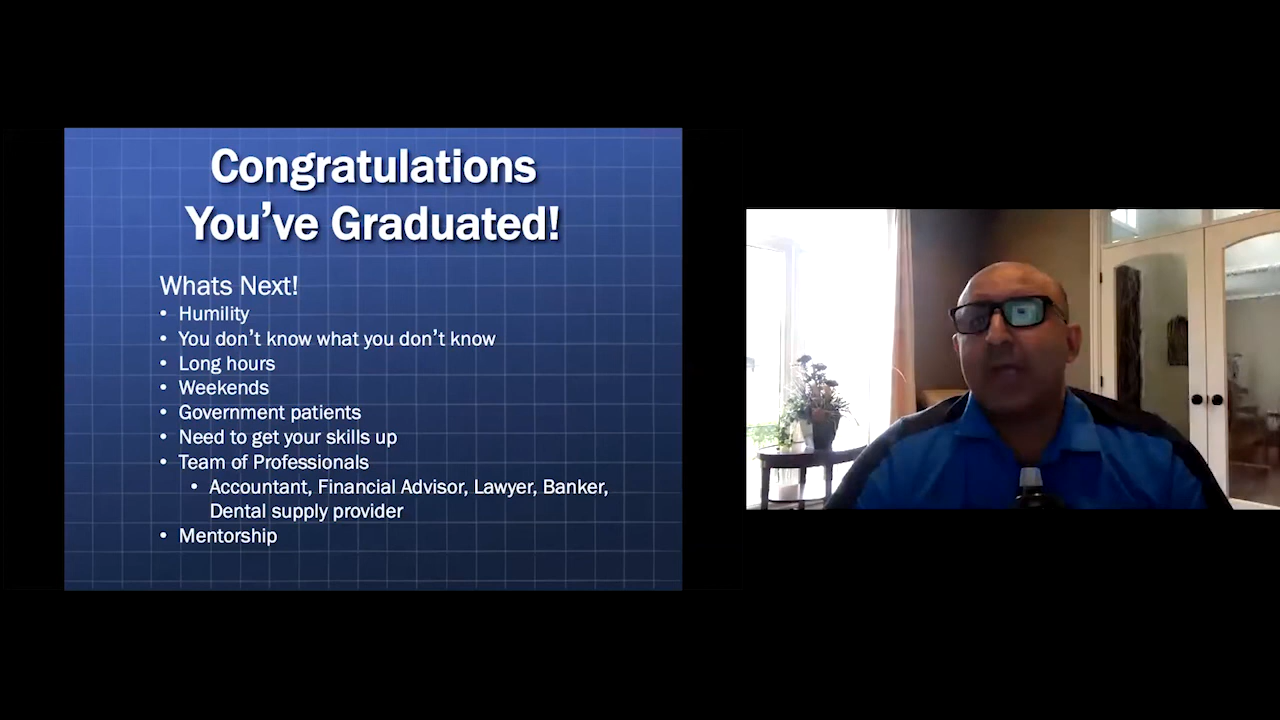 Congratulations
You’ve Graduated!
Whats Next!
• Humility
• You don’t know what you don’t know
• Long hours
• Weekends
• Government patients
• Need to get your skills up
• Team of Professionals
• Accountant, Financial Advisor, Lawyer, Banker,
Dental supply provider
• Mentorship